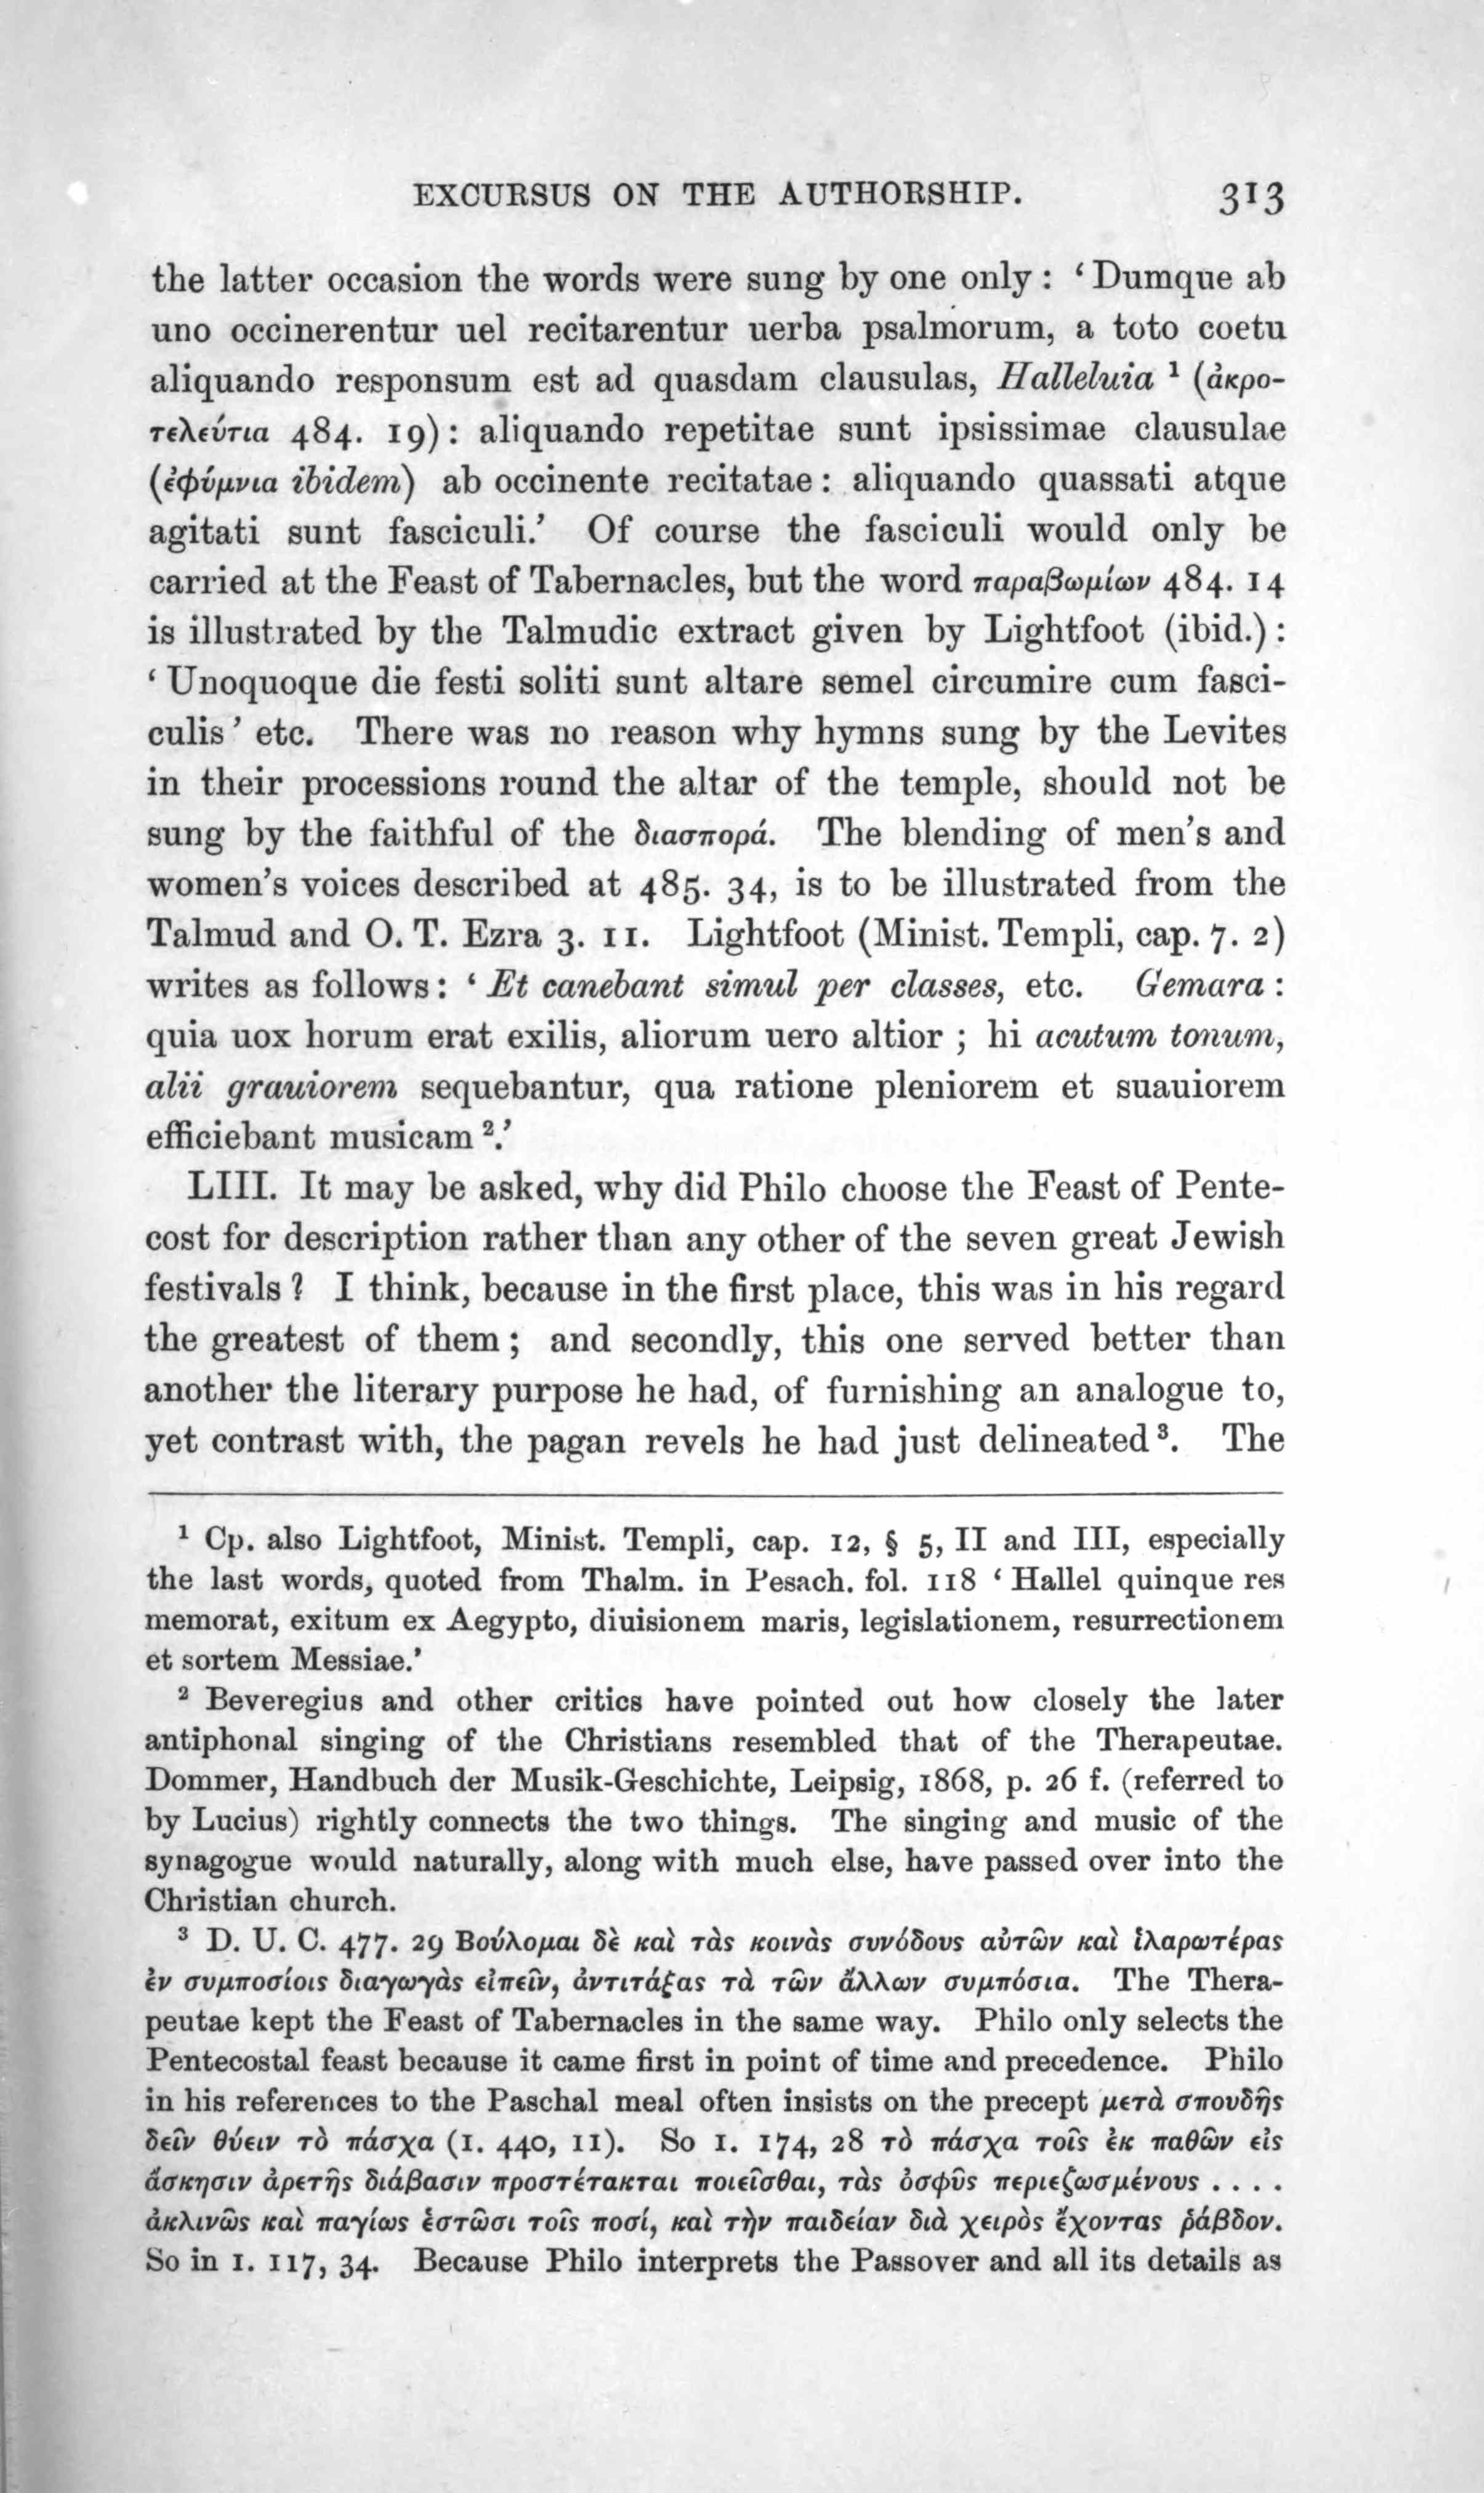 EXCURSUS ON THE AUTHORSHIP. 313
the latter occasion the words were sung by one only : ‘ Dumque ab
uno occinerentur uel recitarentur uerba psalmorum, a toto coetu
aliquando responsum est ad quasdam clausulas, Halleluia ¹ (ἀκρο-
τελεύτια 484. 19) : aliquando repetitae sunt ipsissimae clausulae
(ἐφύμνια ibidem) ab occinente recitatae : aliquando quassati atque
agitati sunt fasciculi.’ Of course the fasciculi would only be
carried at the Feast of Tabernacles, but the word παραβωμίων 484. 14
is illustrated by the Talmudic extract given by Lightfoot (ibid.) :
‘ Unoquoque die festi soliti sunt altare semel circumire cum fasci-
culis ’ etc. There was no reason why hymns sung by the Levites
in their processions round the altar of the temple, should not be
sung by the faithful of the διασπορά. The blending of men’s and
women’s voices described at 485. 34, is to be illustrated from the
Talmud and O. T. Ezra 3. 11. Lightfoot (Minist. Templi, cap. 7. 2)
writes as follows : ‘ Et canebant simul per classes, etc. Gemara :
quia uox horum erat exilis, aliorum uero altior ; hi acutum tonum,
alii grauiorem sequebantur, qua ratione pleniorem et suauiorem
efficiebant musicam ².’
LIII. It may be asked, why did Philo choose the Feast of Pente-
cost for description rather than any other of the seven great Jewish
festivals ? I think, because in the first place, this was in his regard
the greatest of them ; and secondly, this one served better than
another the literary purpose he had, of furnishing an analogue to,
yet contrast with, the pagan revels he had just delineated ³. The
¹ Cp. also Lightfoot, Minist. Templi, cap. 12, § 5, II and III, especially
the last words, quoted from Thalm. in Pesach. fol. 118 ‘ Hallel quinque res
memorat, exitum ex Aegypto, diuisionem maris, legislationem, resurrectionem
et sortem Messiae.’
² Beveregius and other critics have pointed out how closely the later
antiphonal singing of the Christians resembled that of the Therapeutae.
Dommer, Handbuch der Musik-Geschichte, Leipsig, 1868, p. 26 f. (referred to
by Lucius) rightly connects the two things. The singing and music of the
synagogue would naturally, along with much else, have passed over into the
Christian church.
³ D. U. C. 477. 29 Βούλομαι δὲ καὶ τὰς κοινὰς συνόδους αὐτῶν καὶ ἱλαρωτέρας
ἐν συμποσίοις διαγωγὰς εἰπεῖν, ἀντιτάξας τὰ τῶν ἄλλων συμπόσια. The Thera-
peutae kept the Feast of Tabernacles in the same way. Philo only selects the
Pentecostal feast because it came first in point of time and precedence. Philo
in his references to the Paschal meal often insists on the precept μετὰ σπουδῆς
δεῖν θύειν τὸ πάσχα (1. 440, 11). So 1. 174, 28 τὸ πάσχα τοῖς ἐκ παθῶν εἰς
ἄσκησιν ἀρετῆς διάβασιν προστέτακται ποιεῖσθαι, τὰς ὀσφῦς περιεζωσμένους . . . .
ἀκλινῶς καὶ παγίως ἑστῶσι τοῖς ποσί, καὶ τὴν παιδείαν διὰ χειρὸς ἔχοντας ῥάβδον.
So in 1. 117, 34. Because Philo interprets the Passover and all its details as